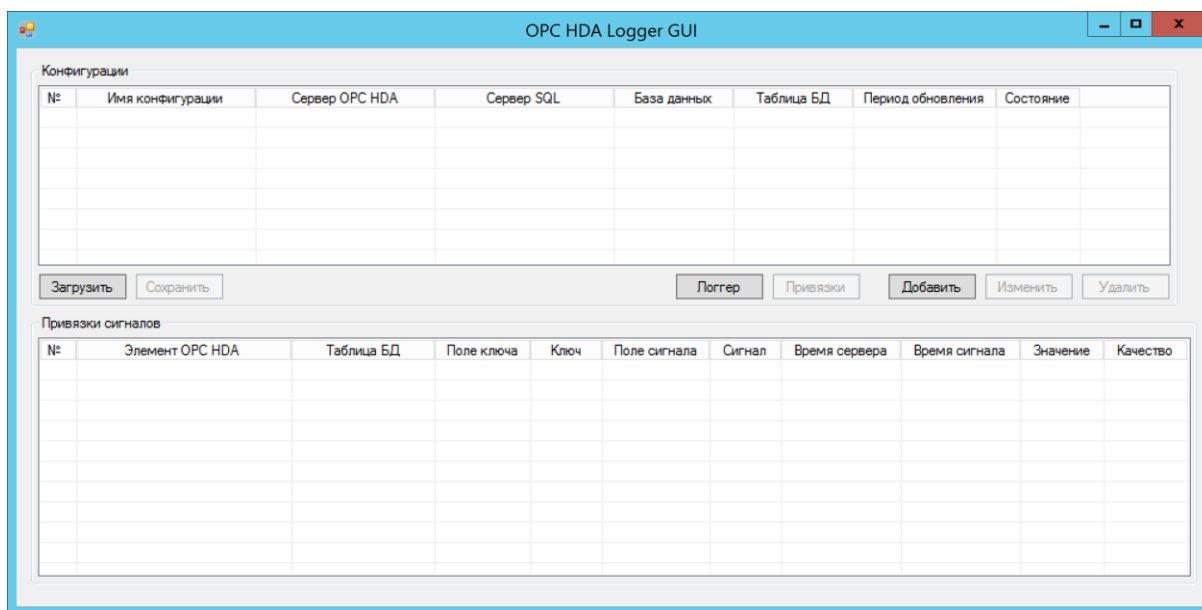 OPC HDA Logger GUI
Конфигурации
№ Имя конфигурации Сервер OPC HDA Сервер SQL База данных Таблица БД Период обновления Состояние
Загрузить Сохранить Логгер Привязки Добавить Изменить Удалить
Привязки сигналов
№ Элемент OPC HDA Таблица БД Поле ключа Ключ Поле сигнала Сигнал Время сервера Время сигнала Значение Качество